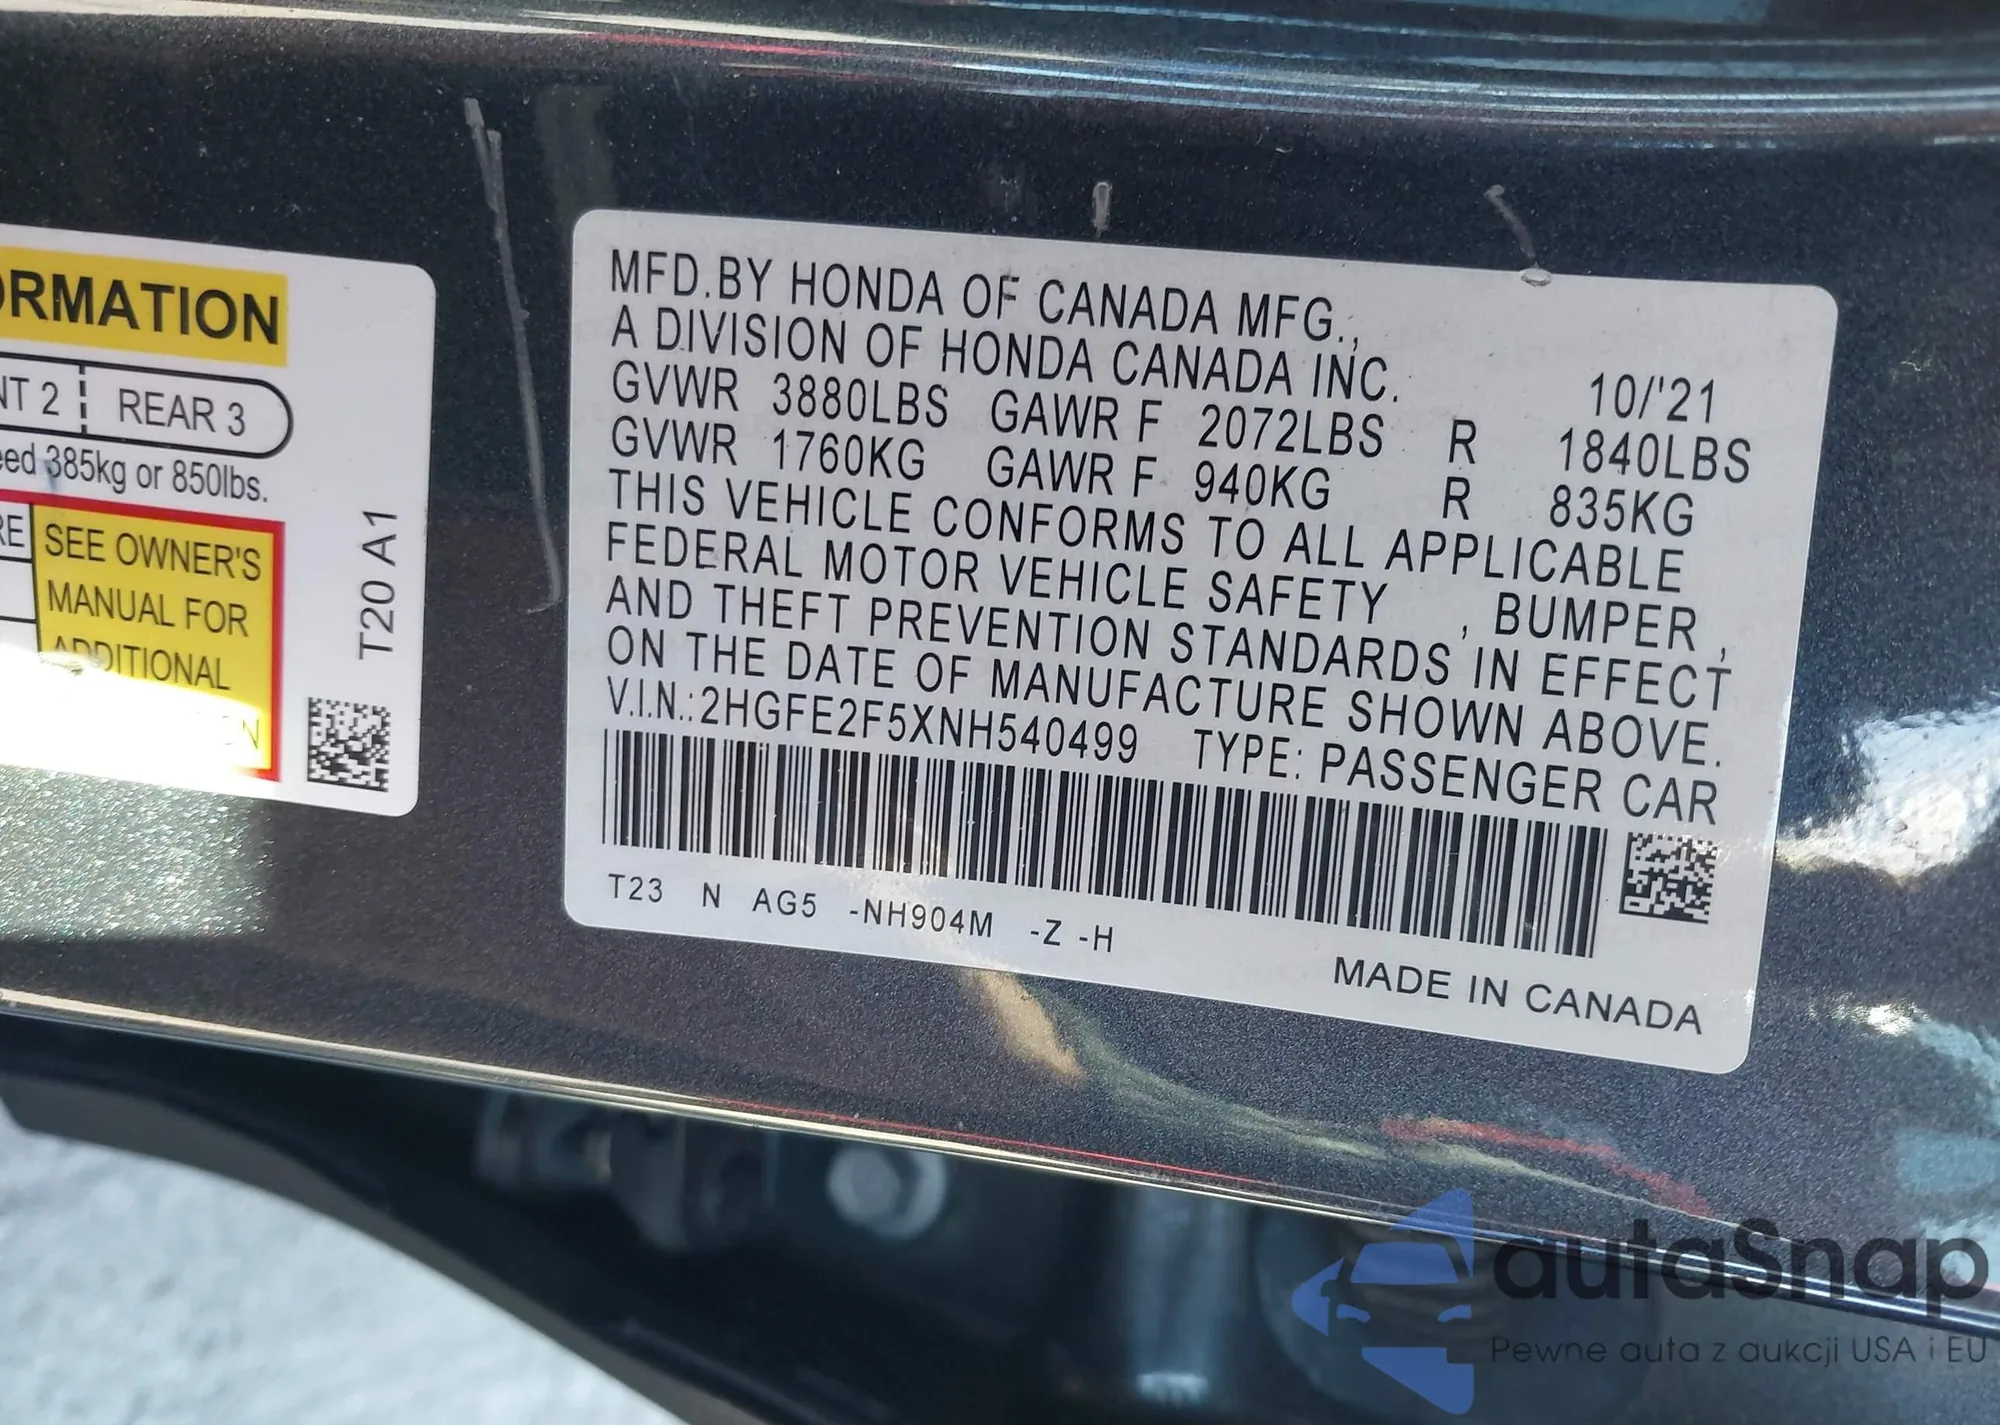 ORMATION
NT 2 REAR 3
eed 385kg or 850lbs.
RE
SEE OWNER'S
MANUAL FOR
ADDITIONAL
T20 A1
MFD.BY HONDA OF CANADA MFG.,
A DIVISION OF HONDA CANADA INC. 10/'21
GVWR 3880LBS GAWR F 2072LBS R 1840LBS
GVWR 1760KG GAWR F 940KG R 835KG
THIS VEHICLE CONFORMS TO ALL APPLICABLE
FEDERAL MOTOR VEHICLE SAFETY , BUMPER ,
AND THEFT PREVENTION STANDARDS IN EFFECT
ON THE DATE OF MANUFACTURE SHOWN ABOVE.
V.I.N.:2HGFE2F5XNH540499 TYPE: PASSENGER CAR
T23 N AG5 -NH904M -Z -H
MADE IN CANADA
autaSnap
Pewne auta z aukcji USA i EU